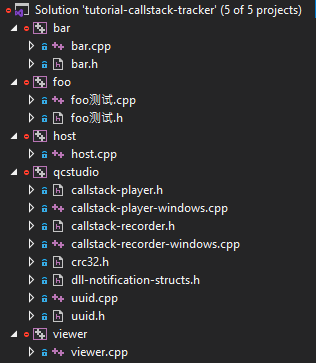 Solution 'tutorial-callstack-tracker' (5 of 5 projects)
bar
bar.cpp
bar.h
foo
foo测试.cpp
foo测试.h
host
host.cpp
qcstudio
callstack-player.h
callstack-player-windows.cpp
callstack-recorder.h
callstack-recorder-windows.cpp
crc32.h
dll-notification-structs.h
uuid.cpp
uuid.h
viewer
viewer.cpp